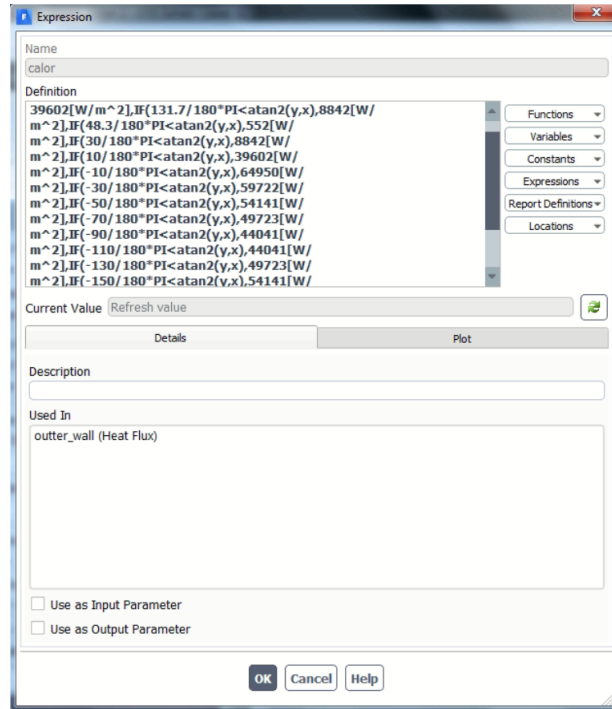 Expression
Name
calor
Definition
39602[W/m^2],IF(131.7/180*PI<atan2(y,x),8842[W/
m^2],IF(48.3/180*PI<atan2(y,x),552[W/
m^2],IF(30/180*PI<atan2(y,x),8842[W/
m^2],IF(10/180*PI<atan2(y,x),39602[W/
m^2],IF(-10/180*PI<atan2(y,x),64950[W/
m^2],IF(-30/180*PI<atan2(y,x),59722[W/
m^2],IF(-50/180*PI<atan2(y,x),54141[W/
m^2],IF(-70/180*PI<atan2(y,x),49723[W/
m^2],IF(-90/180*PI<atan2(y,x),44041[W/
m^2],IF(-110/180*PI<atan2(y,x),44041[W/
m^2],IF(-130/180*PI<atan2(y,x),49723[W/
m^2],IF(-150/180*PI<atan2(y,x),54141[W/
Functions
Variables
Constants
Expressions
Report Definitions
Locations
Current Value Refresh value
Details Plot
Description
Used In
outter_wall (Heat Flux)
Use as Input Parameter
Use as Output Parameter
OK Cancel Help